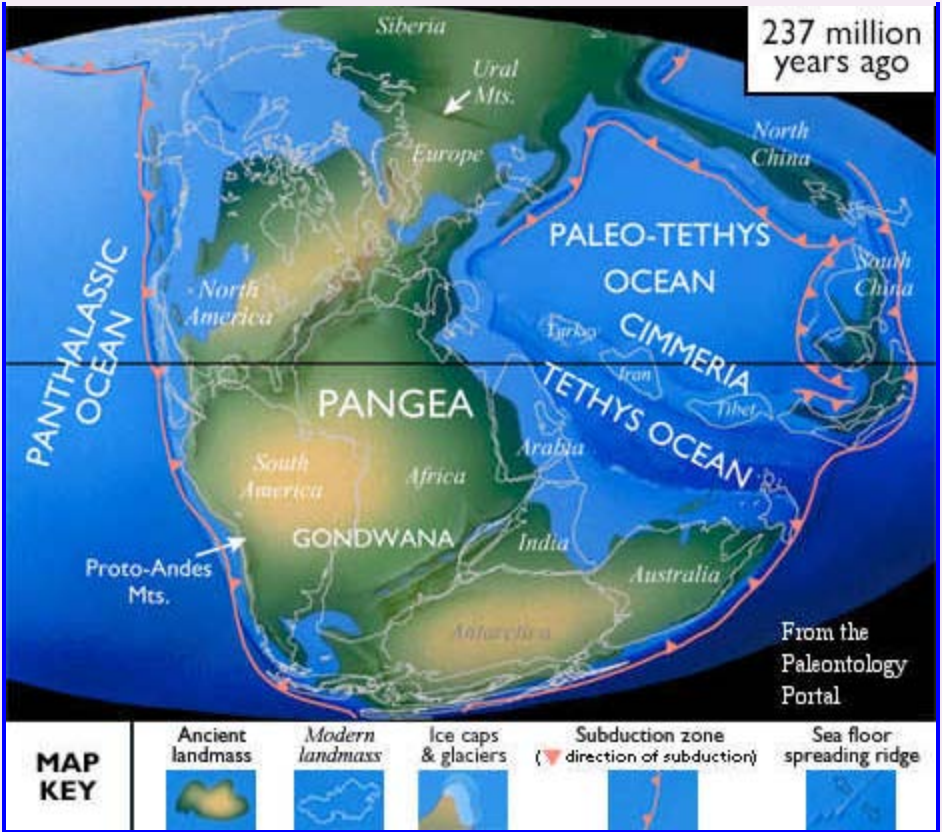 237 million
years ago
Siberia
Ural
Mts.
Europe
North
China
PALEO-TETHYS
OCEAN
South
China
North
America
PANTHALASSIC
OCEAN
Turkey
CIMMERIA
Iran
Tibet
PANGEA
TETHYS OCEAN
Arabia
South
America
Africa
GONDWANA
India
Australia
Proto-Andes
Mts.
Antarctica
From the
Paleontology
Portal
MAP
KEY
Ancient
landmass
Modern
landmass
Ice caps
& glaciers
Subduction zone
( direction of subduction)
Sea floor
spreading ridge